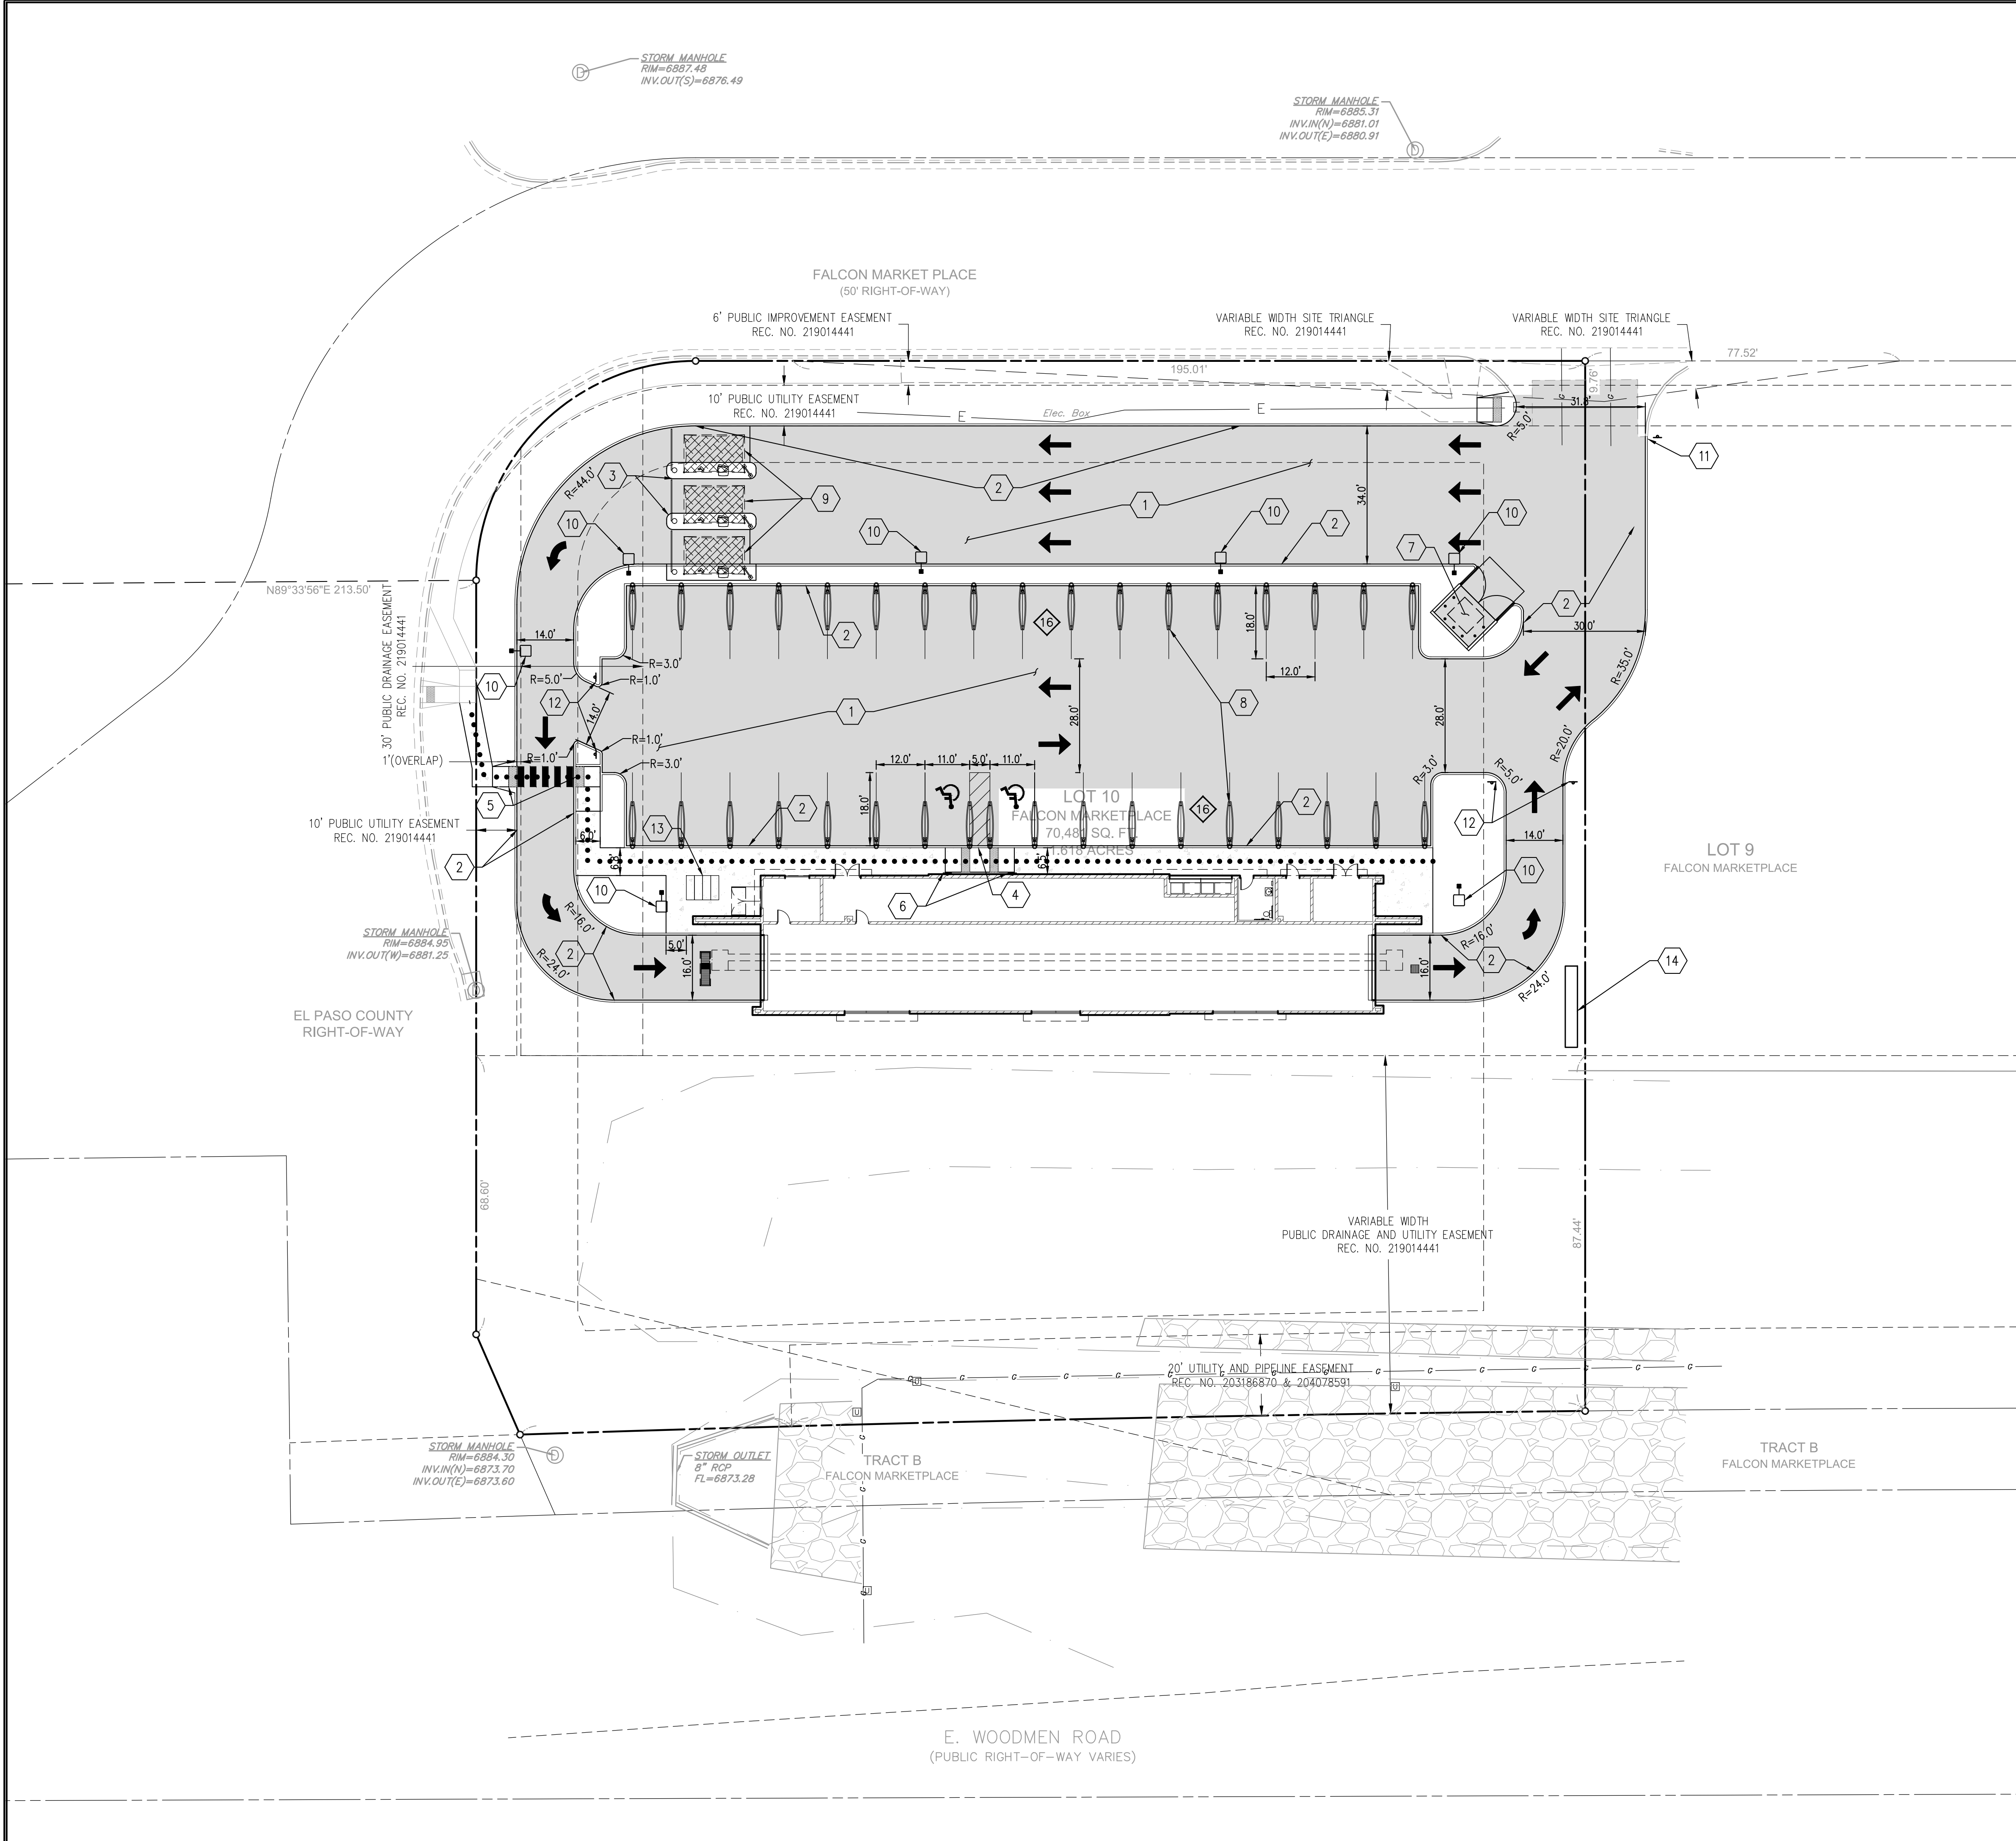 STORM MANHOLE
RIM=6887.48
INV.OUT(S)=6876.49
STORM MANHOLE
RIM=6885.31
INV.IN(N)=6881.01
INV.OUT(E)=6880.91
FALCON MARKET PLACE
(50' RIGHT-OF-WAY)
6' PUBLIC IMPROVEMENT EASEMENT
REC. NO. 219014441
VARIABLE WIDTH SITE TRIANGLE
REC. NO. 219014441
VARIABLE WIDTH SITE TRIANGLE
REC. NO. 219014441
77.52'
195.01'
9.76'
10' PUBLIC UTILITY EASEMENT
REC. NO. 219014441
E
Elec. Box
E
G
G
31.8'
R=5.0'
11
R=44.0'
3
2
9
1
34.0'
10
10
10
10
2
10
7
2
N89°33'56"E 213.50'
30' PUBLIC DRAINAGE EASEMENT
REC. NO. 219014441
14.0'
16
2
18.0'
30.0'
R=3.0'
R=5.0'
R=1.0'
12.0'
R=35.0'
10
12
14.0'
1
28.0'
8
28.0'
1'(OVERLAP)
R=1.0'
R=1.0'
R=3.0'
R=20.0'
12.0'
11.0'
5.0'
11.0'
R=3.0'
R=5.0'
5
18.0'
2
LOT 10
FALCON MARKETPLACE
70,481 SQ. FT.
1.618 ACRES
16
2
12
10' PUBLIC UTILITY EASEMENT
REC. NO. 219014441
6.0'
13
14.0'
LOT 9
FALCON MARKETPLACE
2
6.8'
6.5'
10
6
4
10
STORM MANHOLE
RIM=6884.95
INV.OUT(W)=6881.25
D
R=16.0'
2
R=24.0'
5.0'
16.0'
16.0'
R=16.0'
2
R=24.0'
14
EL PASO COUNTY
RIGHT-OF-WAY
68.60'
87.44'
VARIABLE WIDTH
PUBLIC DRAINAGE AND UTILITY EASEMENT
REC. NO. 219014441
20' UTILITY AND PIPELINE EASEMENT
REC. NO. 203186870 & 204078591
G G G G G G G G G G G G G G G G
U
U
U
STORM MANHOLE
RIM=6884.30
INV.IN(N)=6873.70
INV.OUT(E)=6873.60
D
STORM OUTLET
8" RCP
FL=6873.28
TRACT B
FALCON MARKETPLACE
TRACT B
FALCON MARKETPLACE
G
G
G
G
U
E. WOODMEN ROAD
(PUBLIC RIGHT-OF-WAY VARIES)